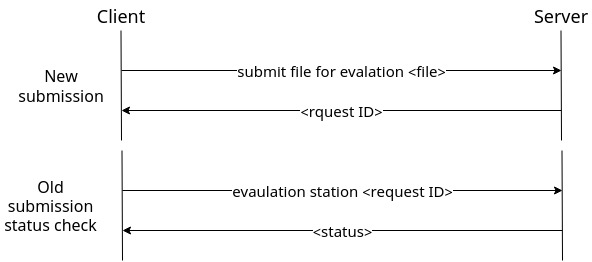 Client
Server
New
submission
submit file for evalation <file>
<rquest ID>
Old
submission
status check
evaulation station <request ID>
<status>